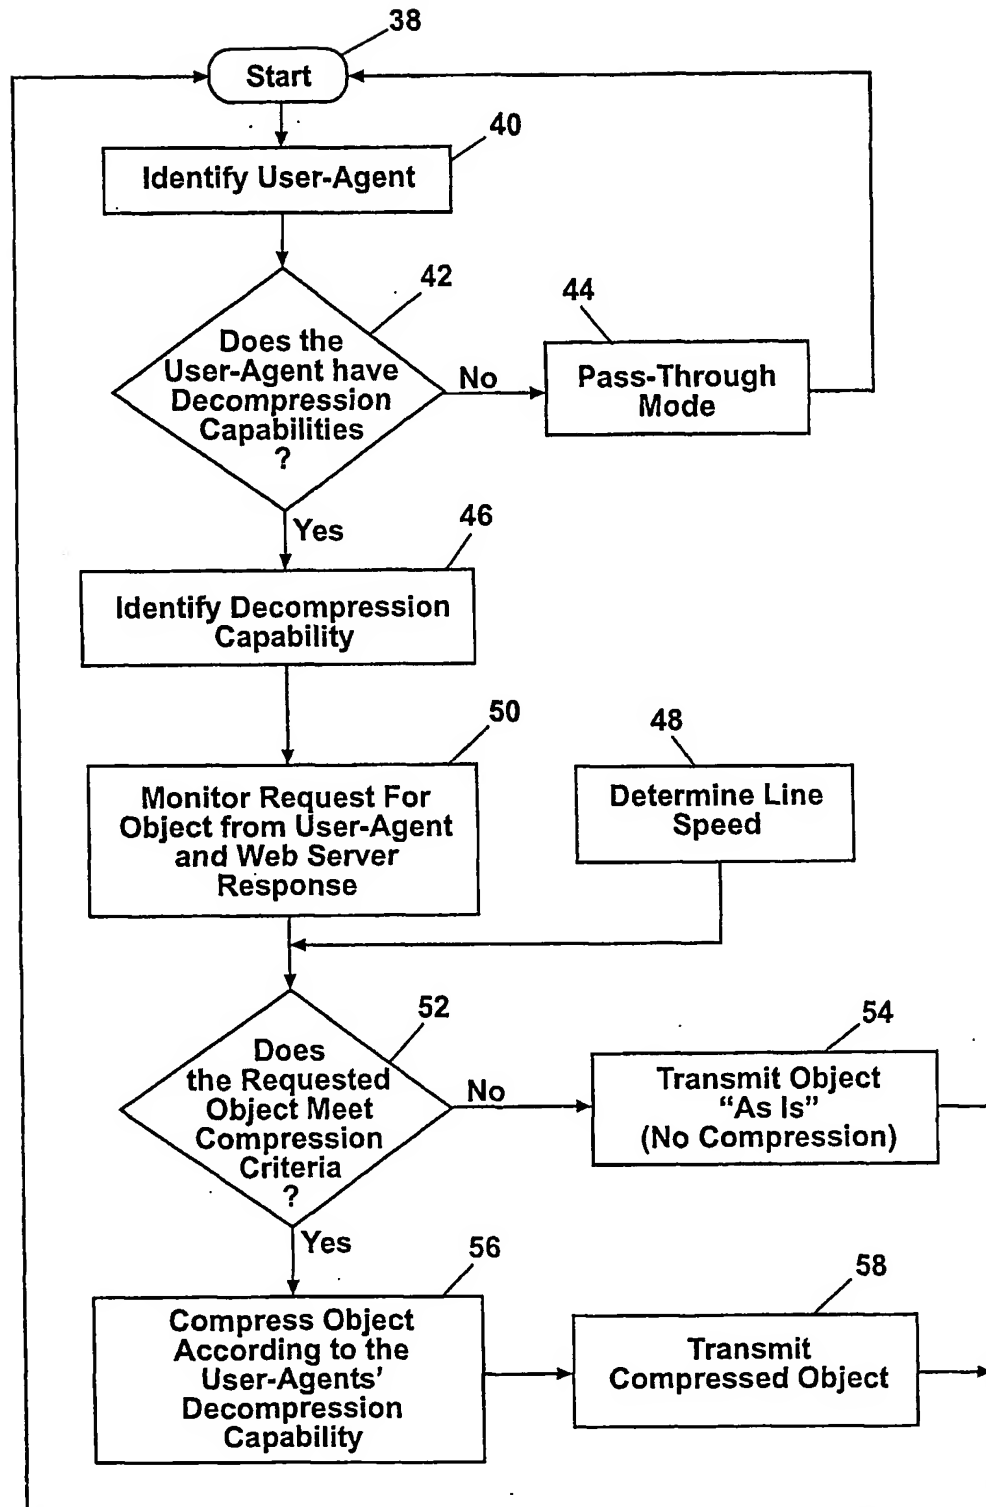 38
Start
40
Identify User-Agent
42
Does the
User-Agent have
Decompression
Capabilities
?
No
44
Pass-Through
Mode
Yes
46
Identify Decompression
Capability
50
Monitor Request For
Object from User-Agent
and Web Server
Response
48
Determine Line
Speed
52
Does
the Requested
Object Meet
Compression
Criteria
?
No
54
Transmit Object
“As Is”
(No Compression)
Yes
56
Compress Object
According to the
User-Agents’
Decompression
Capability
58
Transmit
Compressed Object